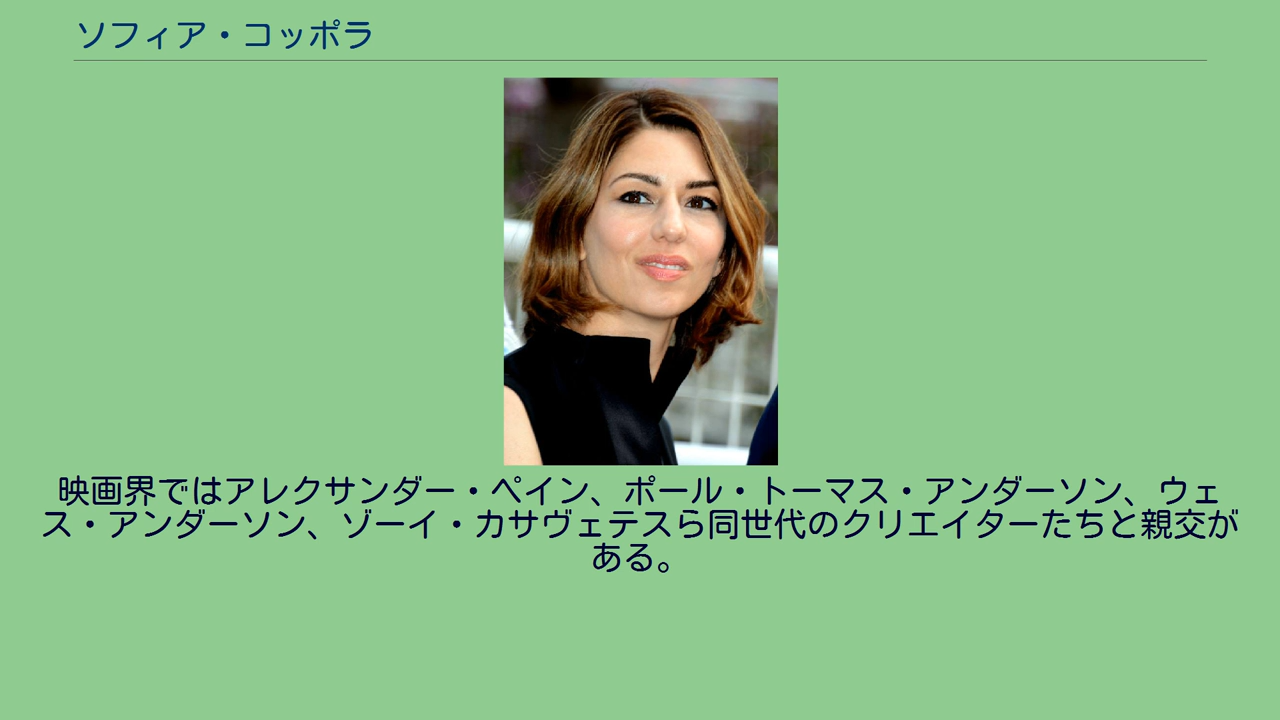 ソフィア・コッポラ
映画界ではアレクサンダー・ペイン、ポール・トーマス・アンダーソン、ウェ
ス・アンダーソン、ゾーイ・カサヴェテスら同世代のクリエイターたちと親交が
ある。